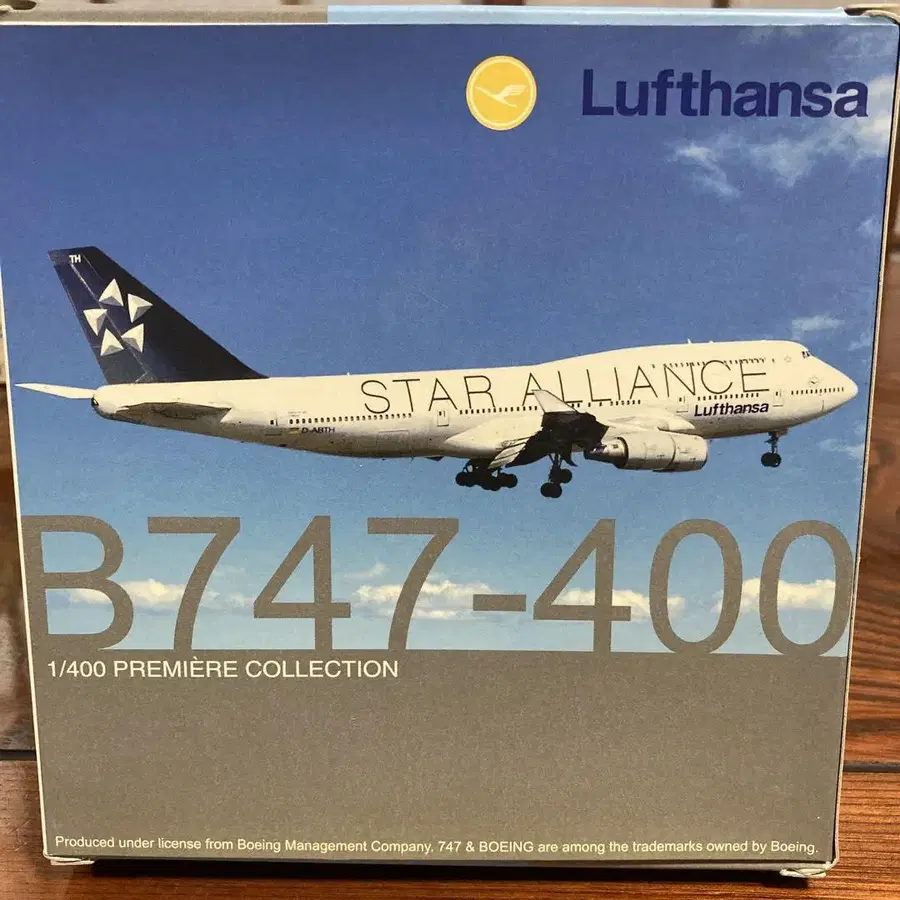 Lufthansa
TH
STAR ALLIANCE
Lufthansa
D-ABTH
B747-400
1/400 PREMIÈRE COLLECTION
Produced under license from Boeing Management Company. 747 & BOEING are among the trademarks owned by Boeing.